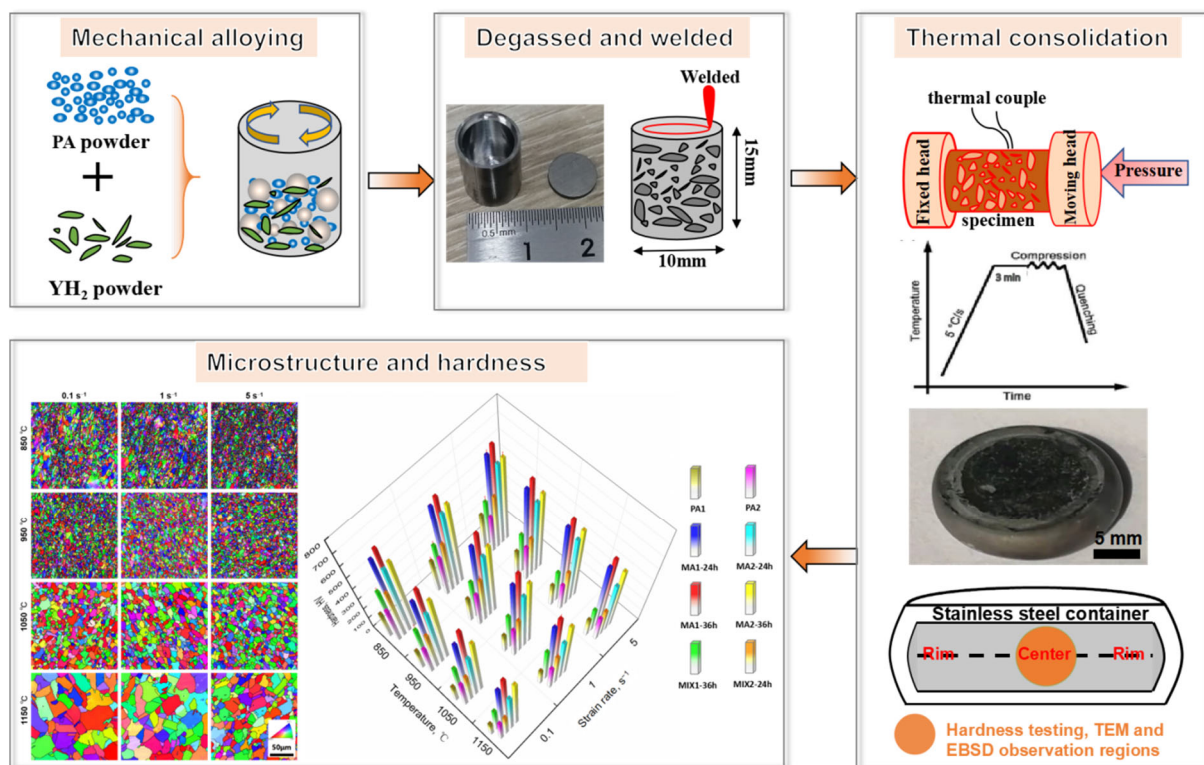 Mechanical alloying
PA powder
+
YH₂ powder
Degassed and welded
Welded
0.5 mm
1 2
15mm
10mm
Thermal consolidation
thermal couple
Fixed head
Moving head
Pressure
specimen
Compression
3 min
5 °C/s
Quenching
Temperature
Time
5 mm
Stainless steel container
Rim Center Rim
Hardness testing, TEM and
EBSD observation regions
Microstructure and hardness
0.1 s⁻¹ 1 s⁻¹ 5 s⁻¹
850 ℃
950 ℃
1050 ℃
1150 ℃
50μm
800
700
600
500
400
300
200
100
0
850
950
1050
1150
Temperature, ℃
0.1
1
5
Strain rate, s⁻¹
PA1 PA2
MA1-24h MA2-24h
MA1-36h MA2-36h
MIX1-36h MIX2-24h